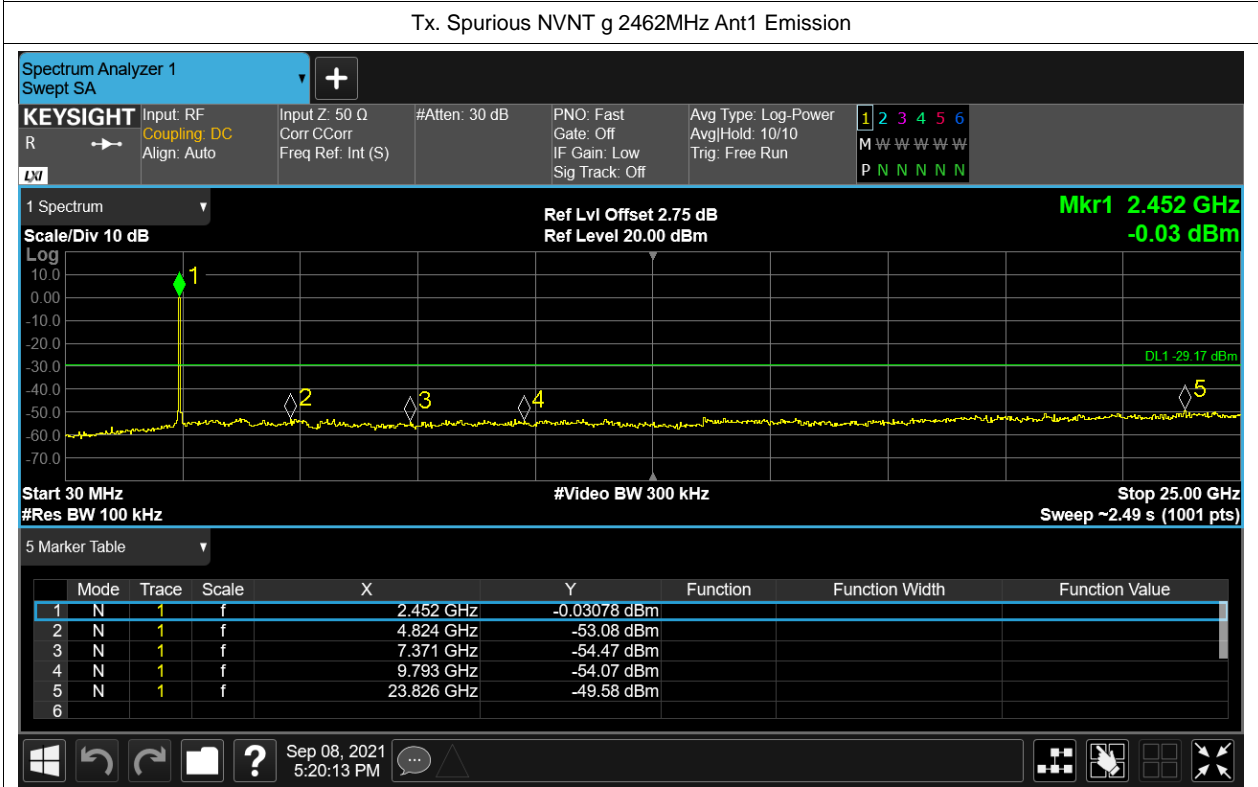 Tx. Spurious NVNT g 2462MHz Ant1 Emission
Spectrum Analyzer 1
Swept SA
KEYSIGHT
R
LXI
Input: RF
Coupling: DC
Align: Auto
Input Z: 50 Ω
Corr CCorr
Freq Ref: Int (S)
#Atten: 30 dB
PNO: Fast
Gate: Off
IF Gain: Low
Sig Track: Off
Avg Type: Log-Power
Avg|Hold: 10/10
Trig: Free Run
1 2 3 4 5 6
M W W W W W
P N N N N N
1 Spectrum
Scale/Div 10 dB
Ref Lvl Offset 2.75 dB
Ref Level 20.00 dBm
Mkr1 2.452 GHz
-0.03 dBm
Log
10.0
0.00
-10.0
-20.0
-30.0
-40.0
-50.0
-60.0
-70.0
1
2
3
4
5
DL1 -29.17 dBm
Start 30 MHz
#Video BW 300 kHz
Stop 25.00 GHz
#Res BW 100 kHz
Sweep ~2.49 s (1001 pts)
5 Marker Table
Mode Trace Scale X Y Function Function Width Function Value
1 N 1 f 2.452 GHz -0.03078 dBm
2 N 1 f 4.824 GHz -53.08 dBm
3 N 1 f 7.371 GHz -54.47 dBm
4 N 1 f 9.793 GHz -54.07 dBm
5 N 1 f 23.826 GHz -49.58 dBm
6
?
Sep 08, 2021
5:20:13 PM